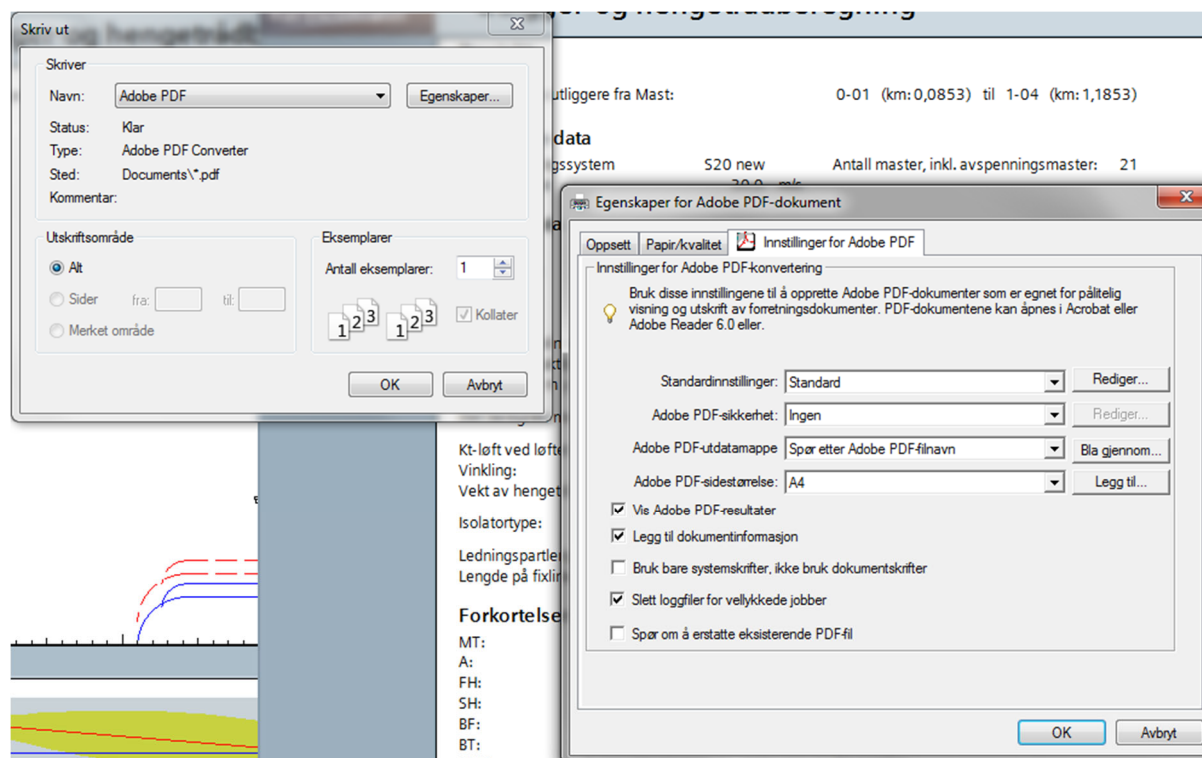 Skriv ut
Skriver
Navn: Adobe PDF Egenskaper...
Status: Klar
Type: Adobe PDF Converter
Sted: Documents\*.pdf
Kommentar:
Utskriftsområde
Alt
Sider fra: til:
Merket område
Eksemplarer
Antall eksemplarer: 1
1 2 3 1 2 3
Kollater
OK Avbryt
og hengetrådberegning
utliggere fra Mast: 0-01 (km: 0,0853) til 1-04 (km: 1,1853)
data
S20 new Antall master, inkl. avspenningsmaster: 21
Kt-løft ved løfte
Vinkling:
Vekt av henget
Isolatortype:
Ledningspartle
Lengde på fixlin
Forkortelse
MT:
A:
FH:
SH:
BF:
BT:
Egenskaper for Adobe PDF-dokument
Oppsett Papir/kvalitet Innstillinger for Adobe PDF
Innstillinger for Adobe PDF-konvertering
Bruk disse innstillingene til å opprette Adobe PDF-dokumenter som er egnet for pålitelig
visning og utskrift av forretningsdokumenter. PDF-dokumentene kan åpnes i Acrobat eller
Adobe Reader 6.0 eller.
Standardinnstillinger: Standard Rediger...
Adobe PDF-sikkerhet: Ingen Rediger...
Adobe PDF-utdatamappe Spør etter Adobe PDF-filnavn Bla gjennom...
Adobe PDF-sidestørrelse: A4 Legg til...
Vis Adobe PDF-resultater
Legg til dokumentinformasjon
Bruk bare systemskrifter, ikke bruk dokumentskrifter
Slett loggfiler for vellykkede jobber
Spør om å erstatte eksisterende PDF-fil
OK Avbryt